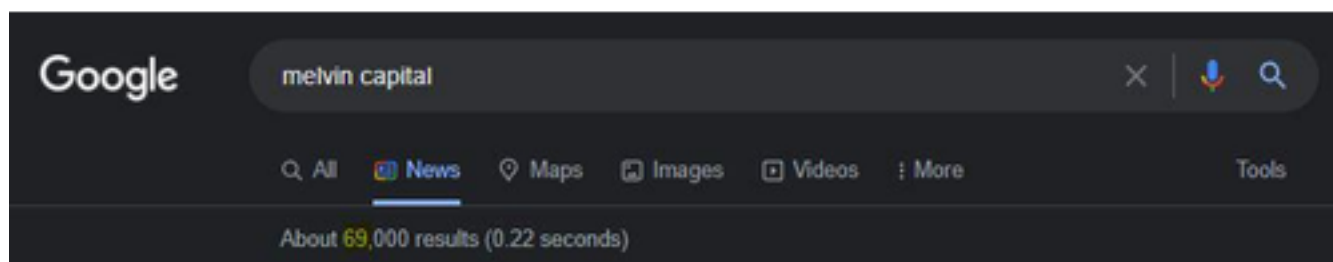 Google melvin capital
All News Maps Images Videos More Tools
About 69,000 results (0.22 seconds)